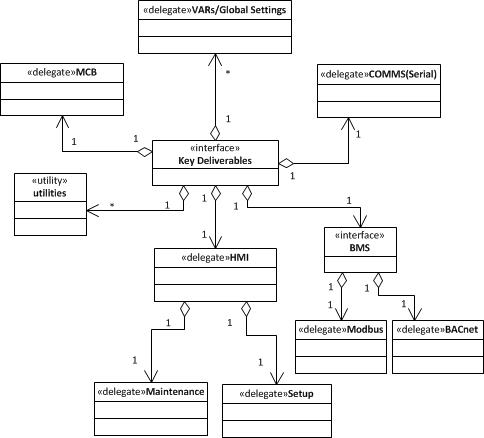 «delegate»VARs/Global Settings
«delegate»MCB
*
«delegate»COMMS(Serial)
1
1
1
1
«interface»
Key Deliverables
1
«utility»
utilities
*
1
1
1
1
1
«delegate»HMI
«interface»
BMS
1
1
1
1
1
1
«delegate»Modbus
«delegate»BACnet
1
1
«delegate»Maintenance
«delegate»Setup